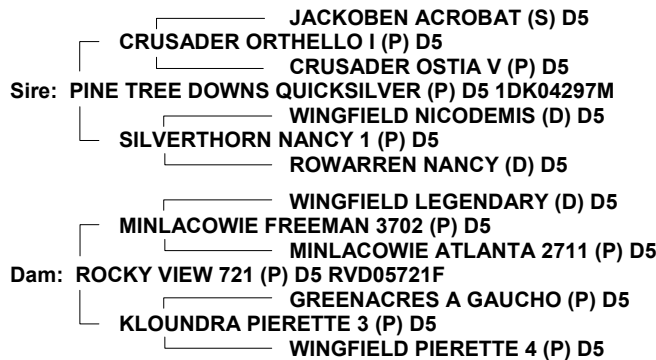 JACKOBEN ACROBAT (S) D5
CRUSADER ORTHELLO I (P) D5
CRUSADER OSTIA V (P) D5
Sire: PINE TREE DOWNS QUICKSILVER (P) D5 1DK04297M
WINGFIELD NICODEMIS (D) D5
SILVERTHORN NANCY 1 (P) D5
ROWARREN NANCY (D) D5
WINGFIELD LEGENDARY (D) D5
MINLACOWIE FREEMAN 3702 (P) D5
MINLACOWIE ATLANTA 2711 (P) D5
Dam: ROCKY VIEW 721 (P) D5 RVD05721F
GREENACRES A GAUCHO (P) D5
KLOUNDRA PIERETTE 3 (P) D5
WINGFIELD PIERETTE 4 (P) D5